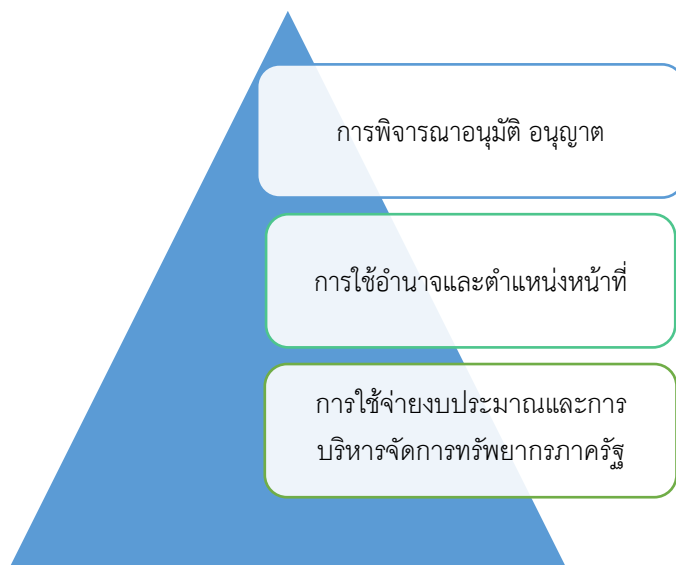 การพิจารณาอนุมัติ อนุญาต
การใช้อำนาจและตำแหน่งหน้าที่
การใช้จ่ายงบประมาณและการ
บริหารจัดการทรัพยากรภาครัฐ